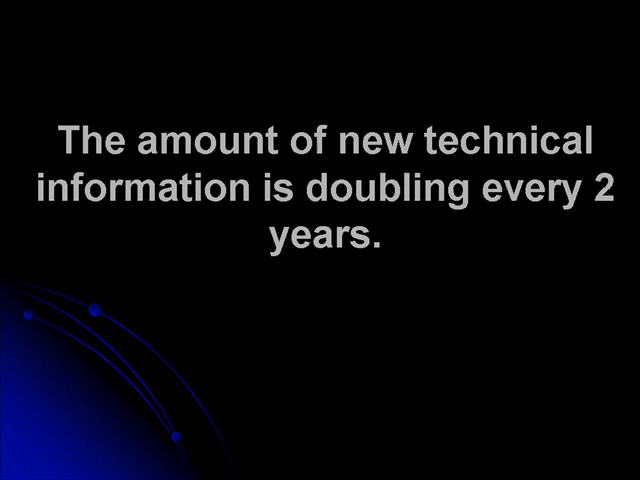 The amount of new technical
information is doubling every 2
years.